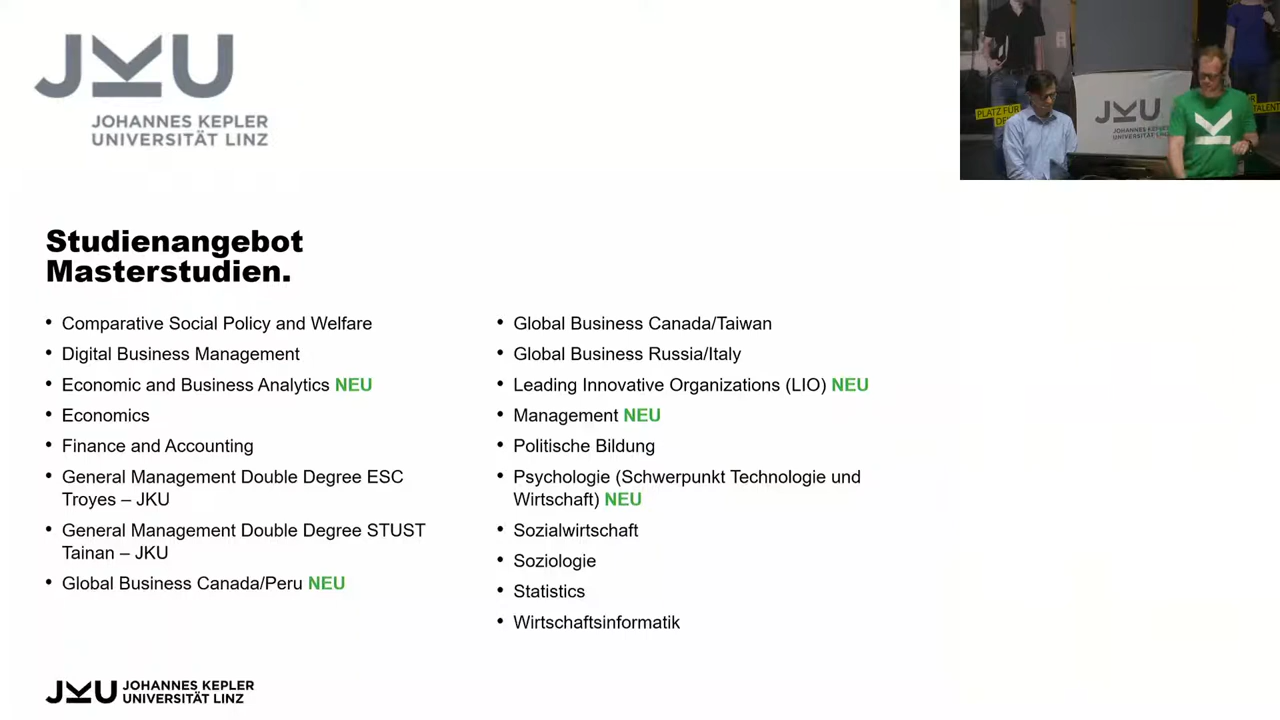 JKU
JOHANNES KEPLER
UNIVERSITÄT LINZ
PLATZ FÜR
JKU
JOHANNES KEPLER
UNIVERSITÄT LINZ
TALENT
Studienangebot
Masterstudien.
• Comparative Social Policy and Welfare
• Digital Business Management
• Economic and Business Analytics NEU
• Economics
• Finance and Accounting
• General Management Double Degree ESC
Troyes – JKU
• General Management Double Degree STUST
Tainan – JKU
• Global Business Canada/Peru NEU
• Global Business Canada/Taiwan
• Global Business Russia/Italy
• Leading Innovative Organizations (LIO) NEU
• Management NEU
• Politische Bildung
• Psychologie (Schwerpunkt Technologie und
Wirtschaft) NEU
• Sozialwirtschaft
• Soziologie
• Statistics
• Wirtschaftsinformatik
JKU
JOHANNES KEPLER
UNIVERSITÄT LINZ